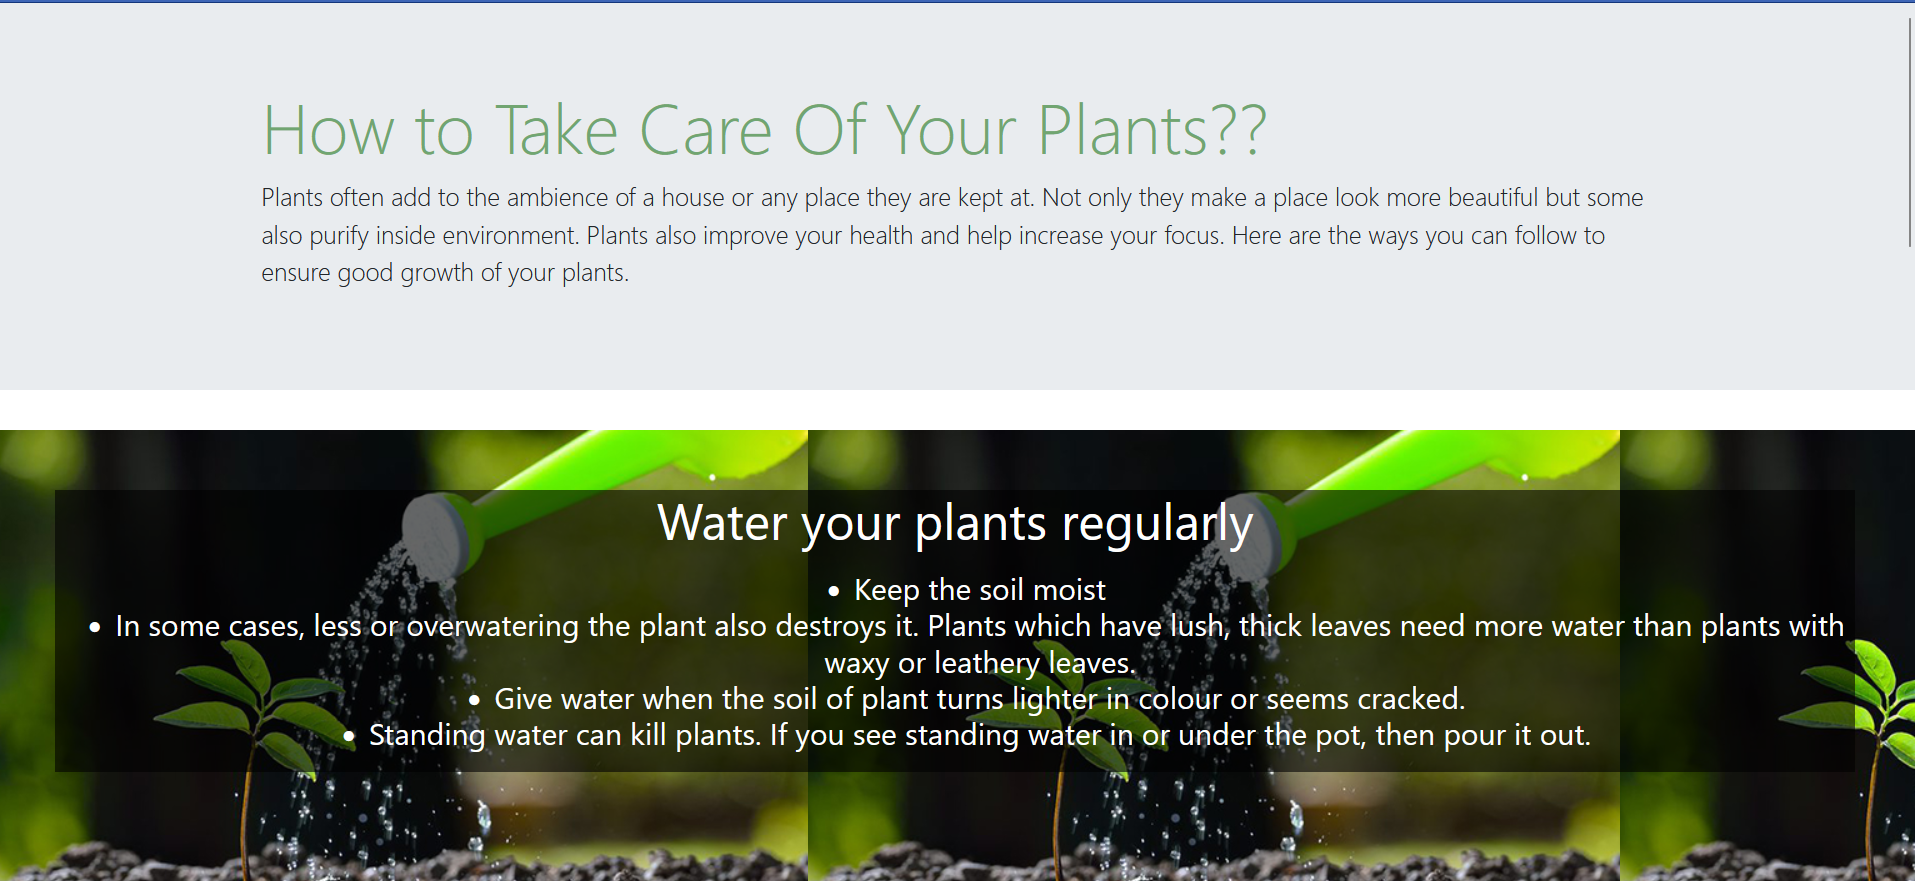 How to Take Care Of Your Plants??
Plants often add to the ambience of a house or any place they are kept at. Not only they make a place look more beautiful but some
also purify inside environment. Plants also improve your health and help increase your focus. Here are the ways you can follow to
ensure good growth of your plants.
Water your plants regularly
• Keep the soil moist
• In some cases, less or overwatering the plant also destroys it. Plants which have lush, thick leaves need more water than plants with
waxy or leathery leaves.
• Give water when the soil of plant turns lighter in colour or seems cracked.
• Standing water can kill plants. If you see standing water in or under the pot, then pour it out.